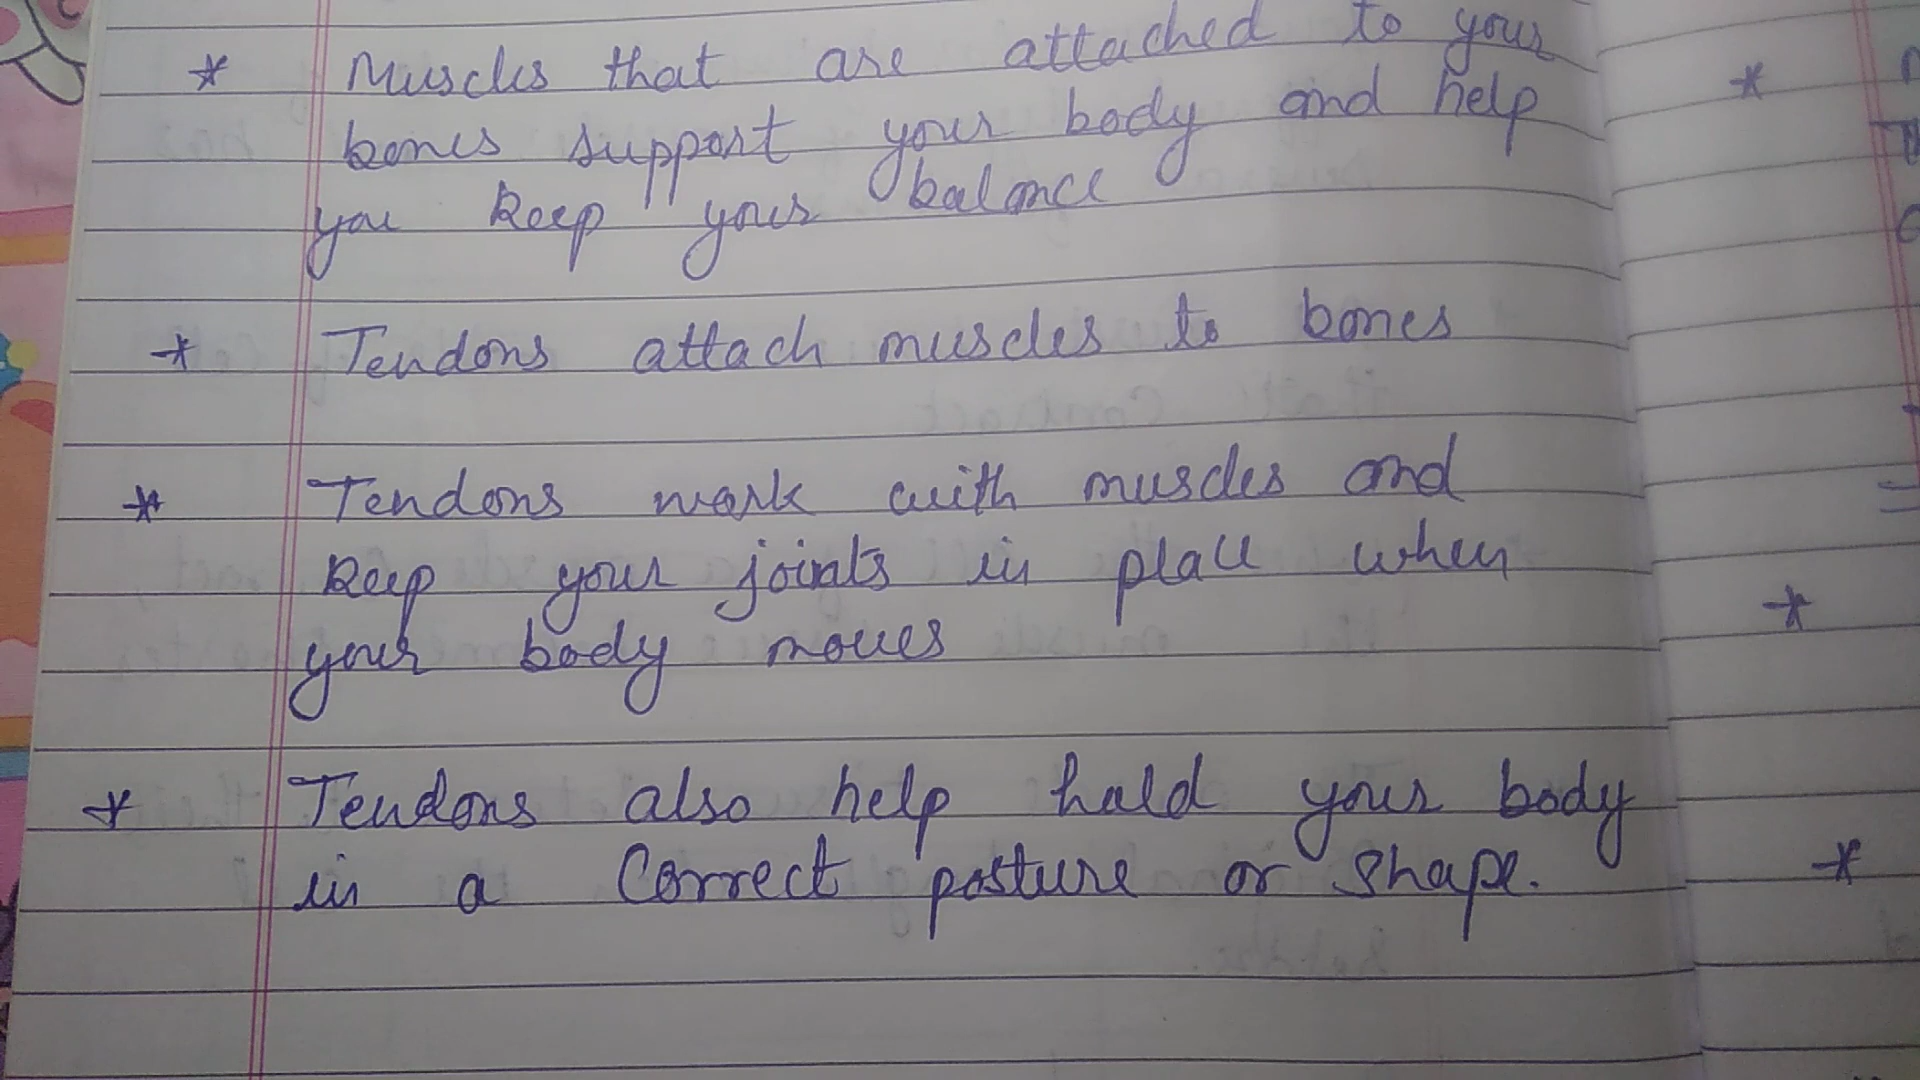 * Muscles that are attached to your
bones support your body and help
you keep your balance
* Tendons attach muscles to bones
* Tendons work with muscles and
keep your joints in place when
your body moves
* Tendons also help hold your body
in a correct posture or shape.
*
*
*